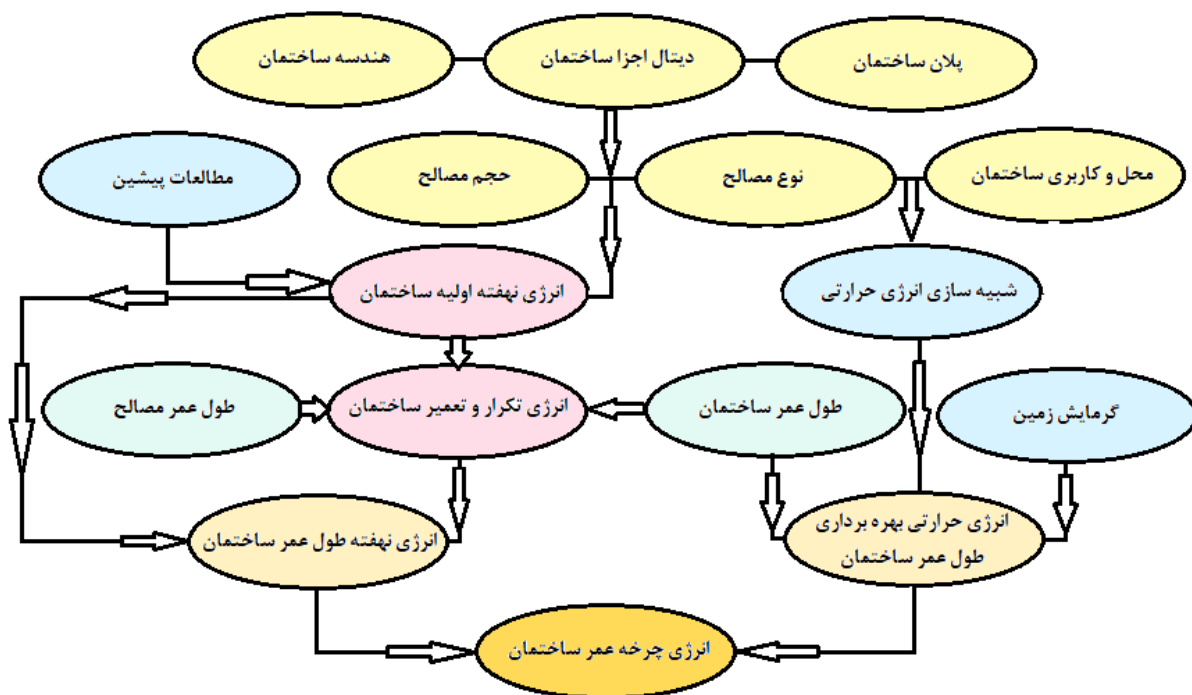 پلان ساختمان
دیتال اجزا ساختمان
هندسه ساختمان
محل و کاربری ساختمان
نوع مصالح
حجم مصالح
مطالعات پیشین
شبیه سازی انرژی حرارتی
انرژی نهفته اولیه ساختمان
گرمایش زمین
طول عمر ساختمان
انرژی تکرار و تعمیر ساختمان
طول عمر مصالح
انرژی حرارتی بهره برداری
طول عمر ساختمان
انرژی نهفته طول عمر ساختمان
انرژی چرخه عمر ساختمان